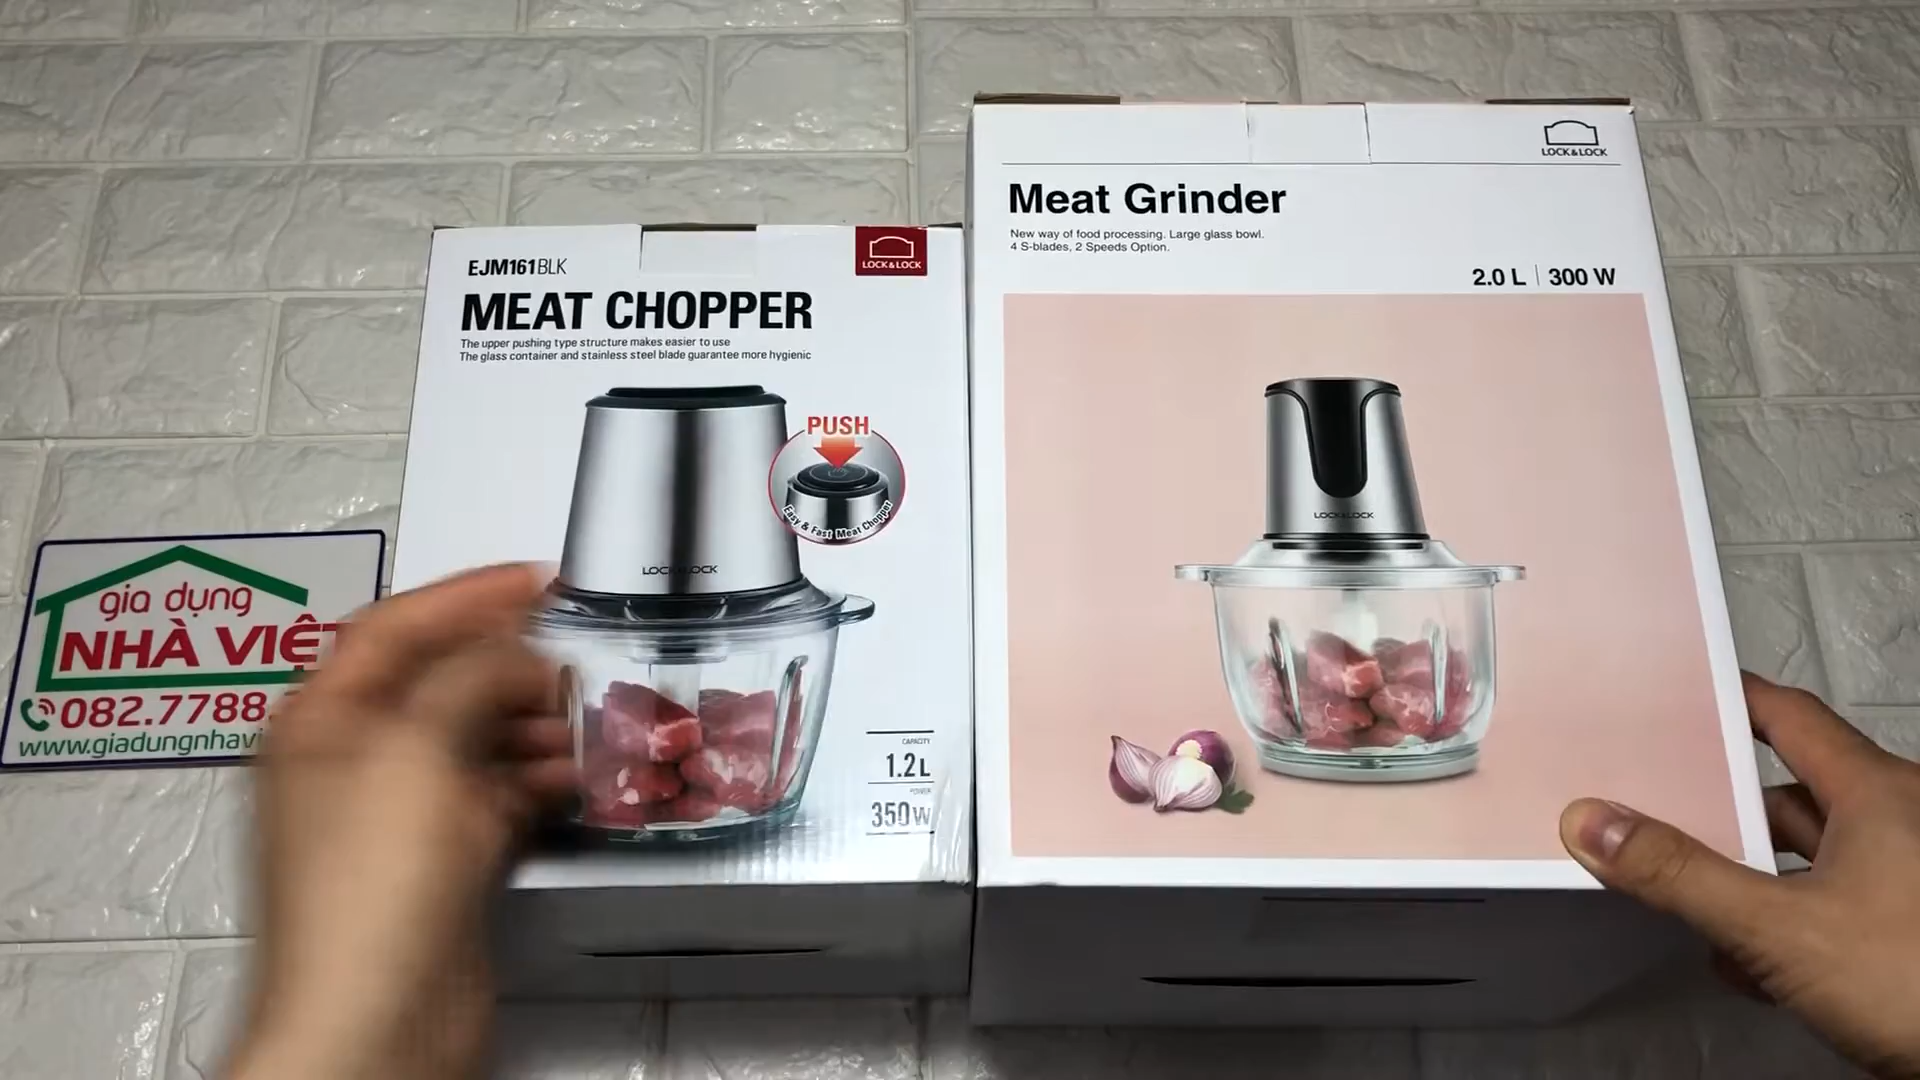 EJM161BLK
LOCK&LOCK
MEAT CHOPPER
The upper pushing type structure makes easier to use
The glass container and stainless steel blade guarantee more hygienic
PUSH
Easy & Fast Meat Chopper
LOCK&LOCK
CAPACITY
1.2L
POWER
350W
LOCK&LOCK
Meat Grinder
New way of food processing. Large glass bowl.
4 S-blades, 2 Speeds Option.
2.0 L | 300 W
LOCK&LOCK
gia dụng
NHÀ VIỆT
082.7788.
www.giadungnhavi